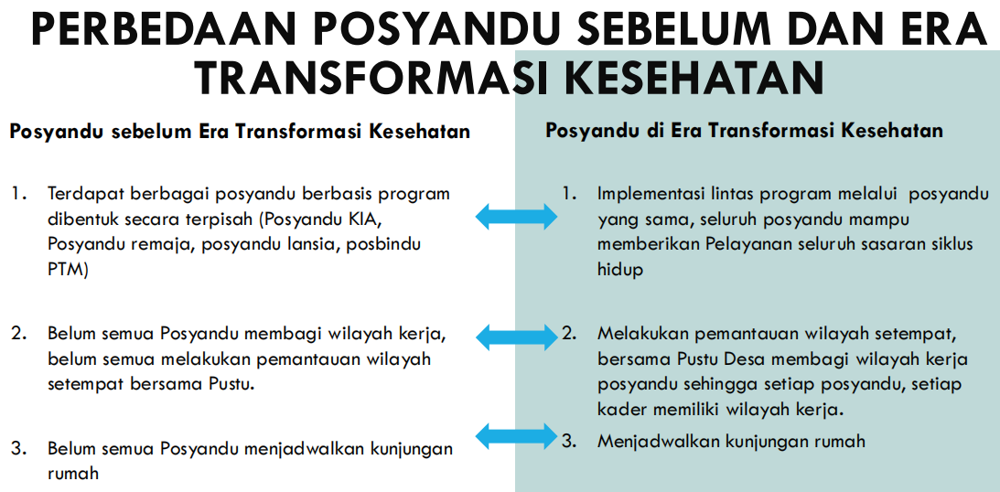 PERBEDAAN POSYANDU SEBELUM DAN ERA
TRANSFORMASI KESEHATAN
Posyandu sebelum Era Transformasi Kesehatan
1. Terdapat berbagai posyandu berbasis program
dibentuk secara terpisah (Posyandu KIA,
Posyandu remaja, posyandu lansia, posbindu
PTM)
2. Belum semua Posyandu membagi wilayah kerja,
belum semua melakukan pemantauan wilayah
setempat bersama Pustu.
3. Belum semua Posyandu menjadwalkan kunjungan
rumah
Posyandu di Era Transformasi Kesehatan
1. Implementasi lintas program melalui posyandu
yang sama, seluruh posyandu mampu
memberikan Pelayanan seluruh sasaran siklus
hidup
2. Melakukan pemantauan wilayah setempat,
bersama Pustu Desa membagi wilayah kerja
posyandu sehingga setiap posyandu, setiap
kader memiliki wilayah kerja.
3. Menjadwalkan kunjungan rumah